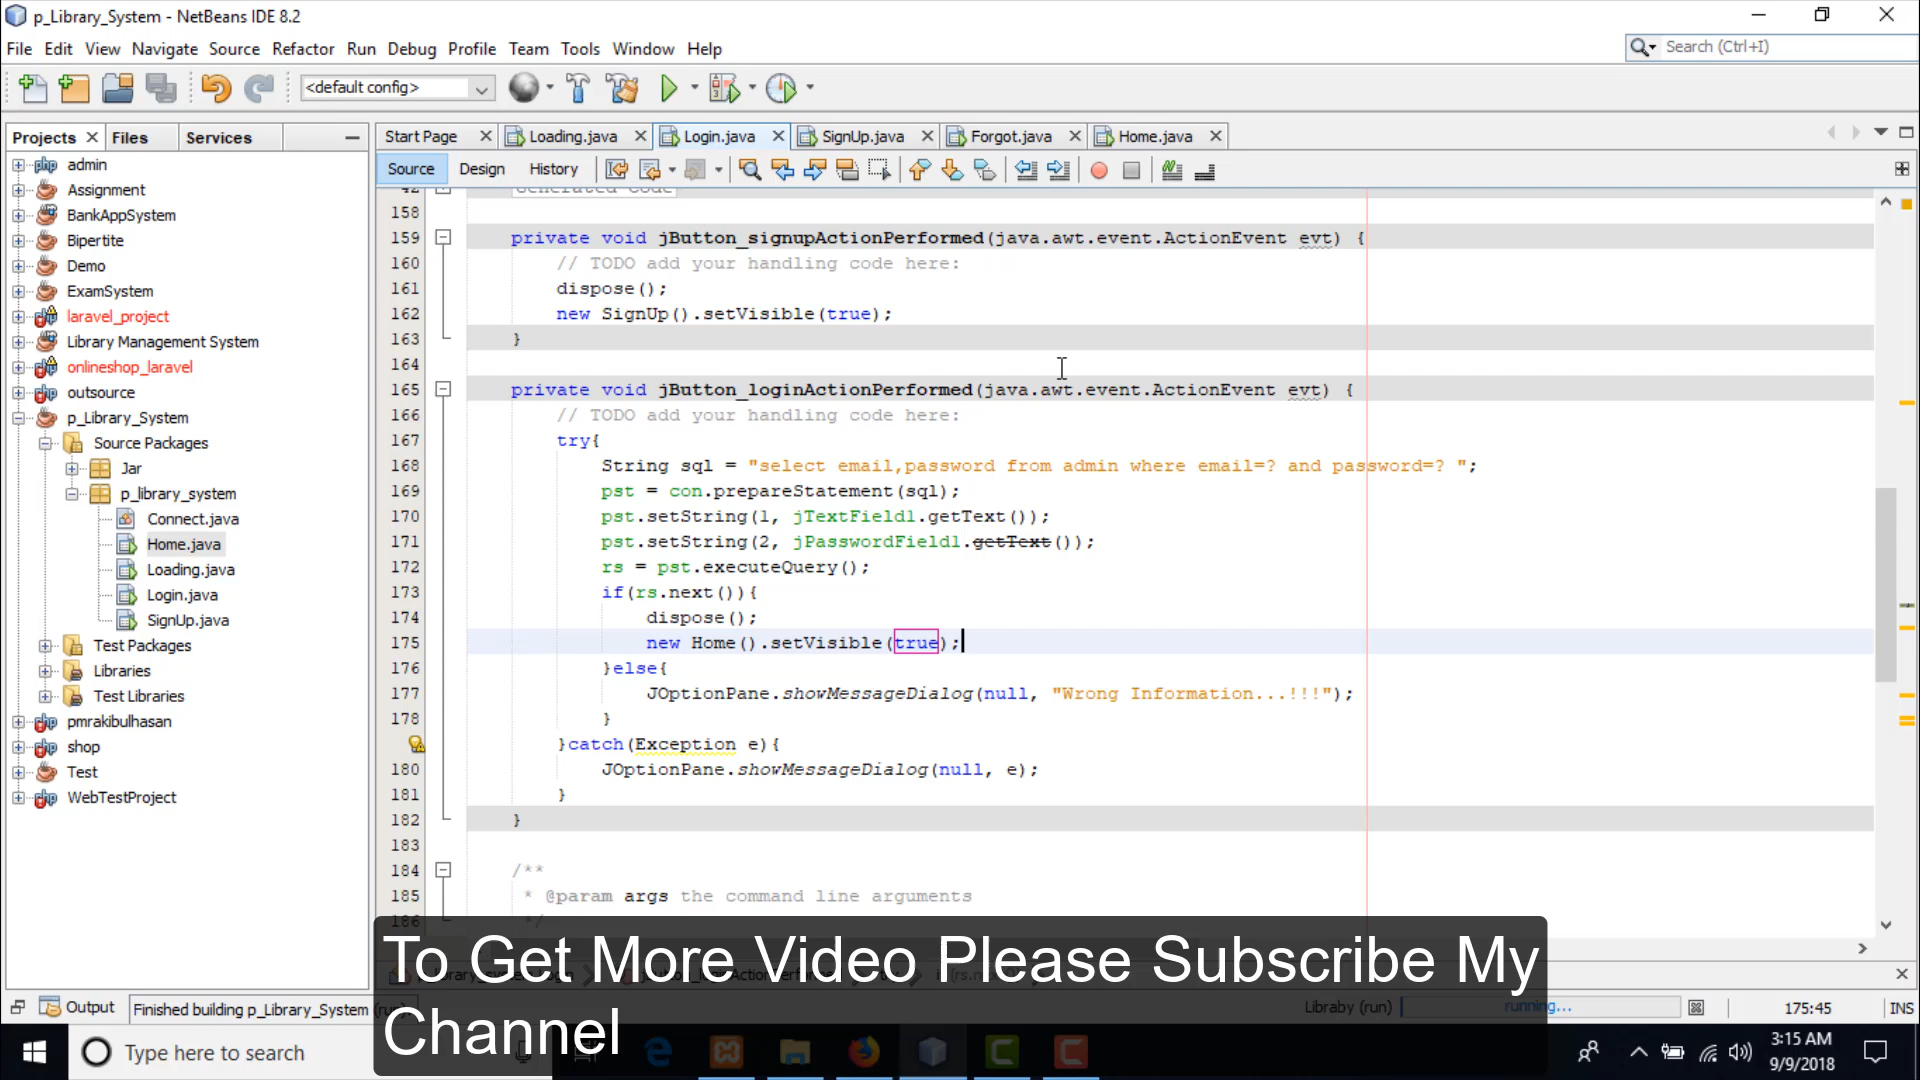 p_Library_System - NetBeans IDE 8.2
File Edit View Navigate Source Refactor Run Debug Profile Team Tools Window Help
Search (Ctrl+I)
<default config>
Projects Files Services
Start Page Loading.java Login.java SignUp.java Forgot.java Home.java
Source Design History
admin
Assignment
BankAppSystem
Bipertite
Demo
ExamSystem
laravel_project
Library Management System
onlineshop_laravel
outsource
p_Library_System
Source Packages
Jar
p_library_system
Connect.java
Home.java
Loading.java
Login.java
SignUp.java
Test Packages
Libraries
Test Libraries
pmrakibulhasan
shop
Test
WebTestProject
42 Generated Code
158
159 private void jButton_signupActionPerformed(java.awt.event.ActionEvent evt) {
160 // TODO add your handling code here:
161 dispose();
162 new SignUp().setVisible(true);
163 }
164
165 private void jButton_loginActionPerformed(java.awt.event.ActionEvent evt) {
166 // TODO add your handling code here:
167 try{
168 String sql = "select email,password from admin where email=? and password=? ";
169 pst = con.prepareStatement(sql);
170 pst.setString(1, jTextField1.getText());
171 pst.setString(2, jPasswordField1.getText());
172 rs = pst.executeQuery();
173 if(rs.next()){
174 dispose();
175 new Home().setVisible(true);
176 }else{
177 JOptionPane.showMessageDialog(null, "Wrong Information...!!!");
178 }
}catch(Exception e){
180 JOptionPane.showMessageDialog(null, e);
181 }
182 }
183
184 /**
185 * @param args the command line arguments
186 */
To Get More Video Please Subscribe My
Channel
Output
Finished building p_Library_System (run)
Libraby (run) running...
175:45 INS
Type here to search
3:15 AM
9/9/2018